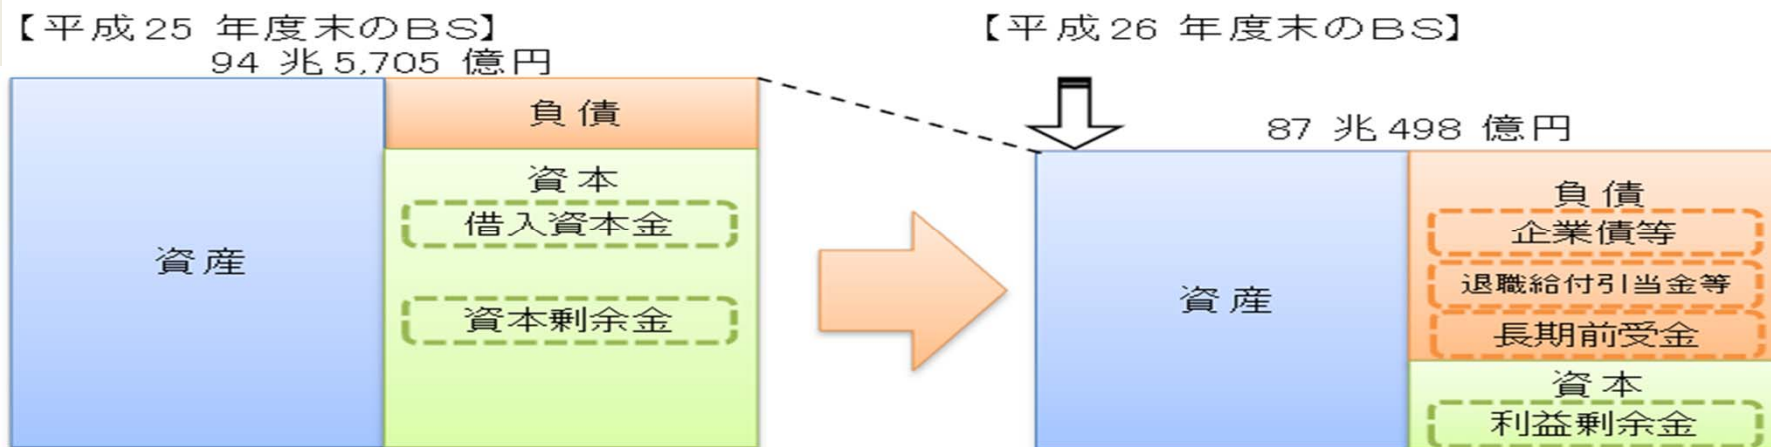 【平成25 年度末のBS】
94 兆5,705 億円
資産
負債
資本
借入資本金
資本剰余金
【平成26 年度末のBS】
87 兆498 億円
資産
負債
企業債等
退職給付引当金等
長期前受金
資本
利益剰余金